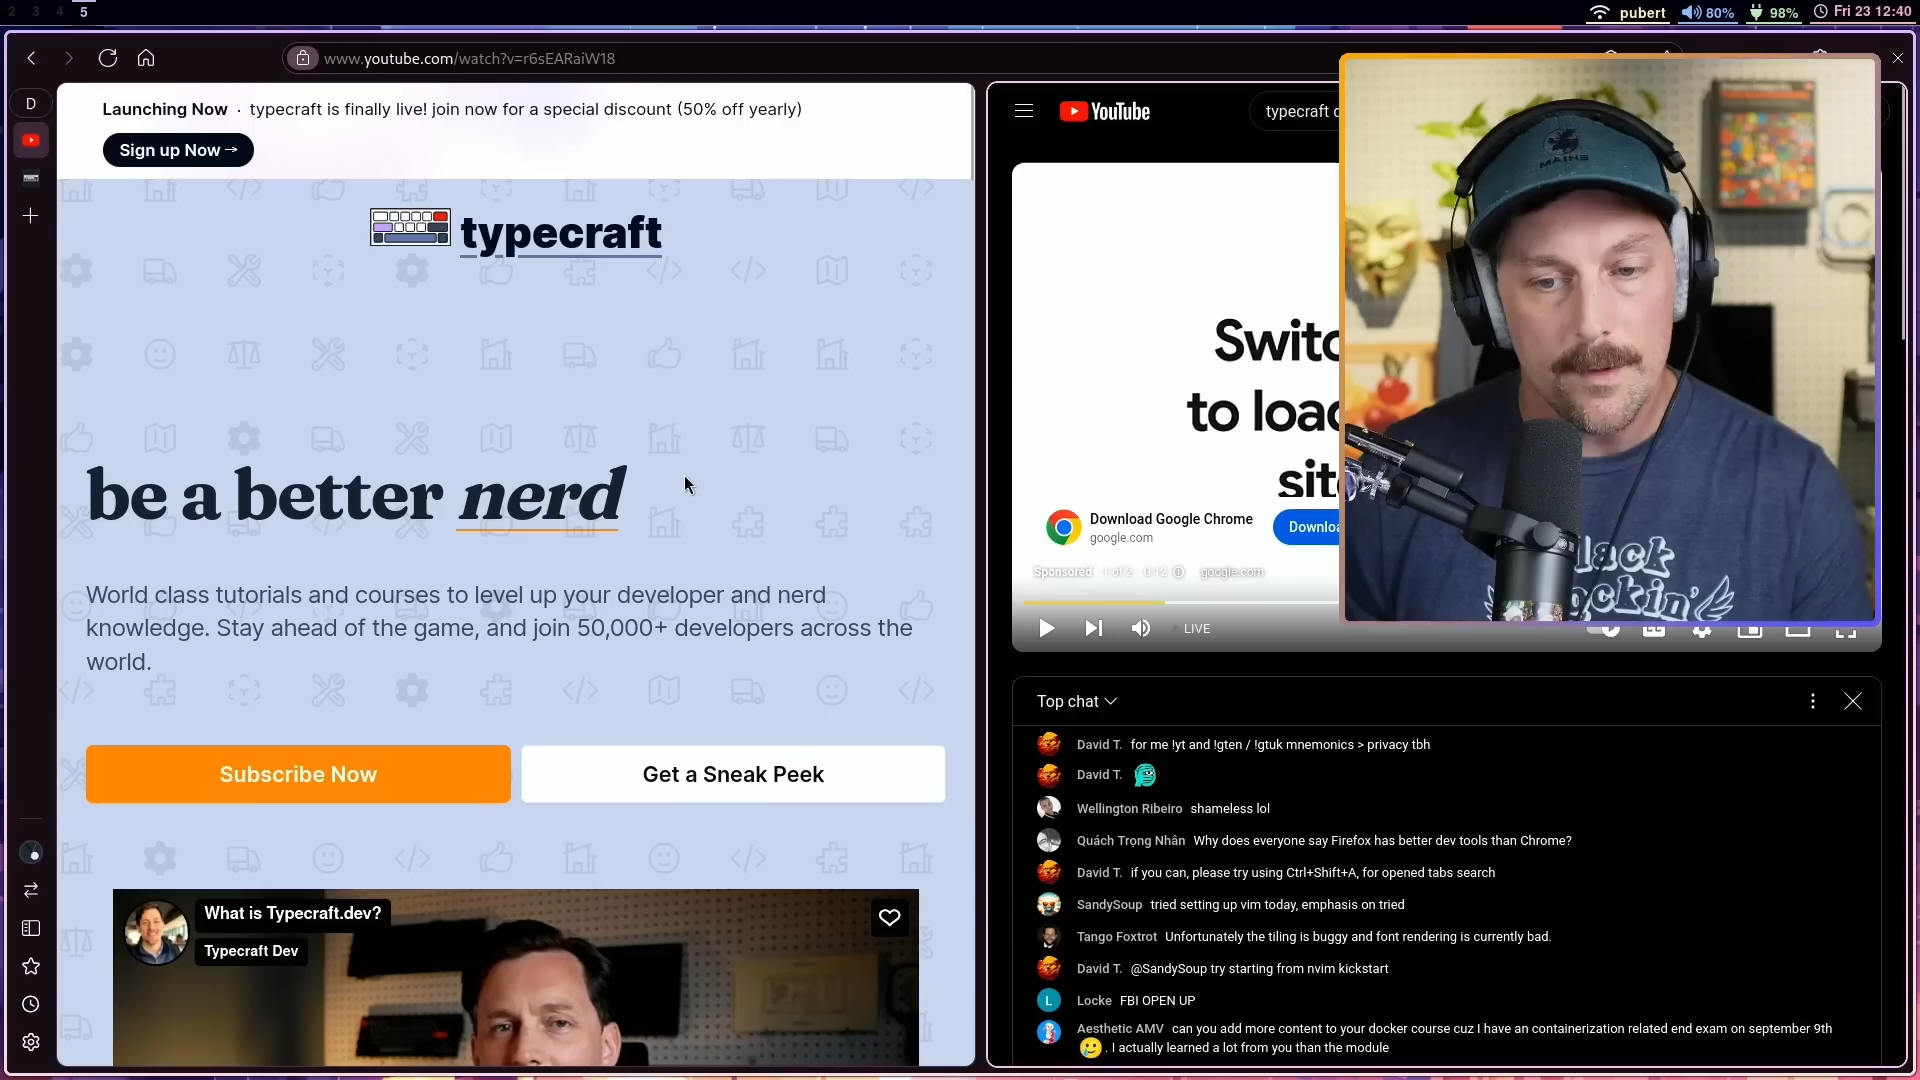 2 3 4 5
pubert 80% 98% Fri 23 12:40
www.youtube.com/watch?v=r6sEARaiW18
D
Launching Now · typecraft is finally live! join now for a special discount (50% off yearly)
Sign up Now →
typecraft
be a better nerd
World class tutorials and courses to level up your developer and nerd
knowledge. Stay ahead of the game, and join 50,000+ developers across the
world.
Subscribe Now
Get a Sneak Peek
What is Typecraft.dev?
Typecraft Dev
YouTube
typecraft
Switc
to load
sit
Download Google Chrome
google.com
Downloa
Sponsored 1 of 2 · 0:12 google.com
LIVE
MAINE
Top chat
David T. for me !yt and !gten / !gtuk mnemonics > privacy tbh
David T.
Wellington Ribeiro shameless lol
Quách Trọng Nhân Why does everyone say Firefox has better dev tools than Chrome?
David T. if you can, please try using Ctrl+Shift+A, for opened tabs search
SandySoup tried setting up vim today, emphasis on tried
Tango Foxtrot Unfortunately the tiling is buggy and font rendering is currently bad.
David T. @SandySoup try starting from nvim kickstart
L
Locke FBI OPEN UP
Aesthetic AMV can you add more content to your docker course cuz I have an containerization related end exam on september 9th
. I actually learned a lot from you than the module